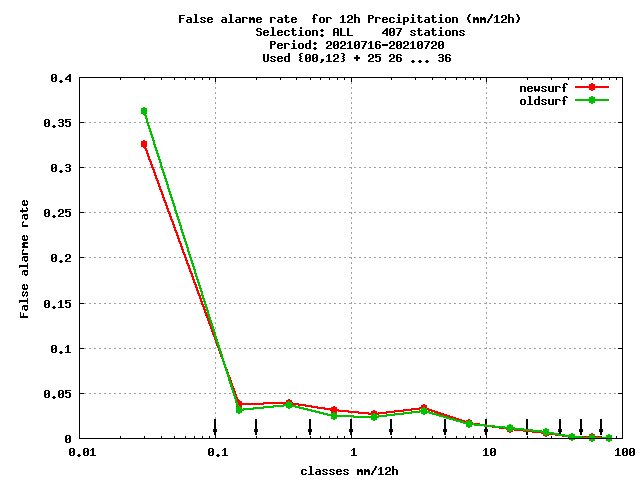 False alarme rate  for 12h Precipitation (mm/12h)
Selection: ALL    407 stations
Period: 20210716-20210720
Used {00,12} + 25 26 ... 36
newsurf
oldsurf
0.4
0.35
0.3
0.25
0.2
0.15
0.1
0.05
0
False alarme rate
0.01 0.1 1 10 100
classes mm/12h